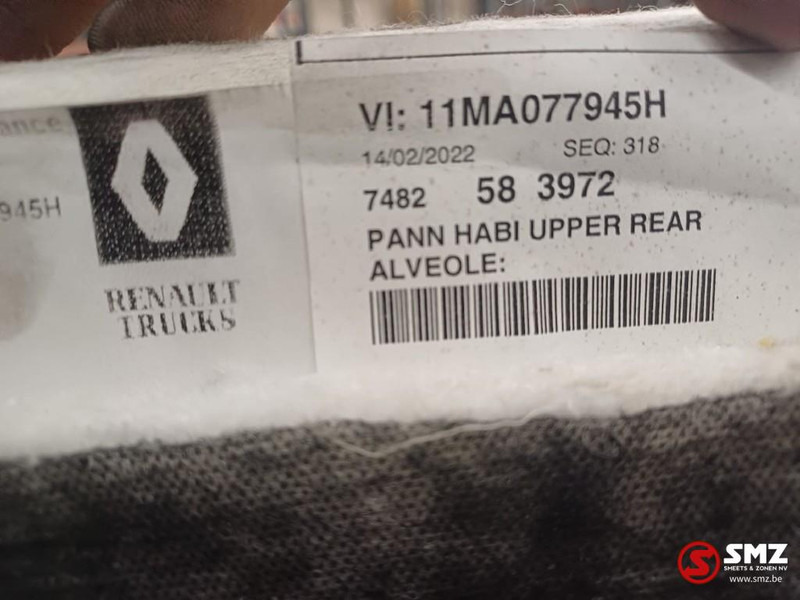 945H
RENAULT
TRUCKS
VI: 11MA077945H
14/02/2022 SEQ: 318
7482 58 3972
PANN HABI UPPER REAR
ALVEOLE:
SMZ
SHEETS & ZONEN NV
www.smz.be